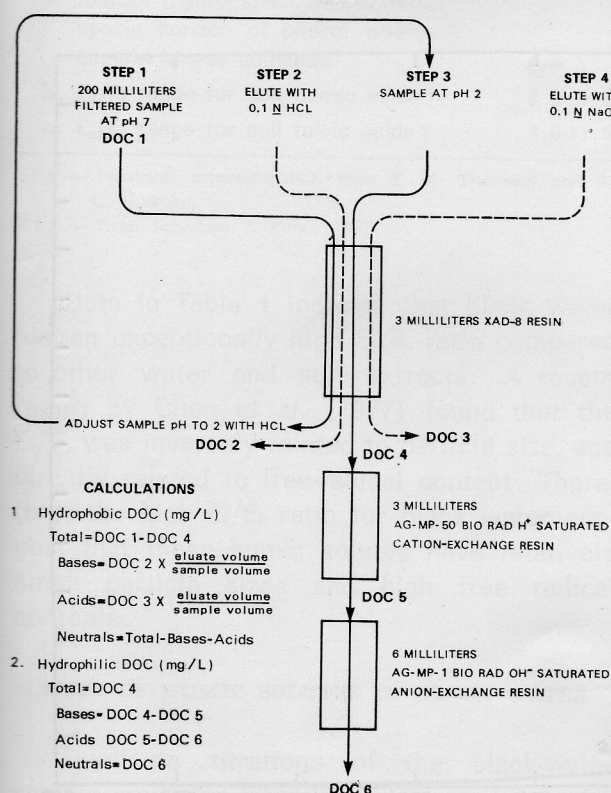 STEP 1
200 MILLILITERS
FILTERED SAMPLE
AT pH 7
DOC 1
STEP 2
ELUTE WITH
0.1 N HCL
STEP 3
SAMPLE AT pH 2
STEP 4
ELUTE WIT
0.1 N NaC
3 MILLILITERS XAD-8 RESIN
ADJUST SAMPLE pH TO 2 WITH HCL
DOC 2
DOC 3
DOC 4
3 MILLILITERS
AG-MP-50 BIO RAD H+ SATURATED
CATION-EXCHANGE RESIN
DOC 5
6 MILLILITERS
AG-MP-1 BIO RAD OH- SATURATED
ANION-EXCHANGE RESIN
DOC 6
CALCULATIONS
1 Hydrophobic DOC (mg/L)
Total=DOC 1-DOC 4
Bases=DOC 2 X eluate volume
sample volume
Acids=DOC 3 X eluate volume
sample volume
Neutrals=Total-Bases-Acids
2. Hydrophilic DOC (mg/L)
Total=DOC 4
Bases=DOC 4-DOC 5
Acids DOC 5-DOC 6
Neutrals=DOC 6